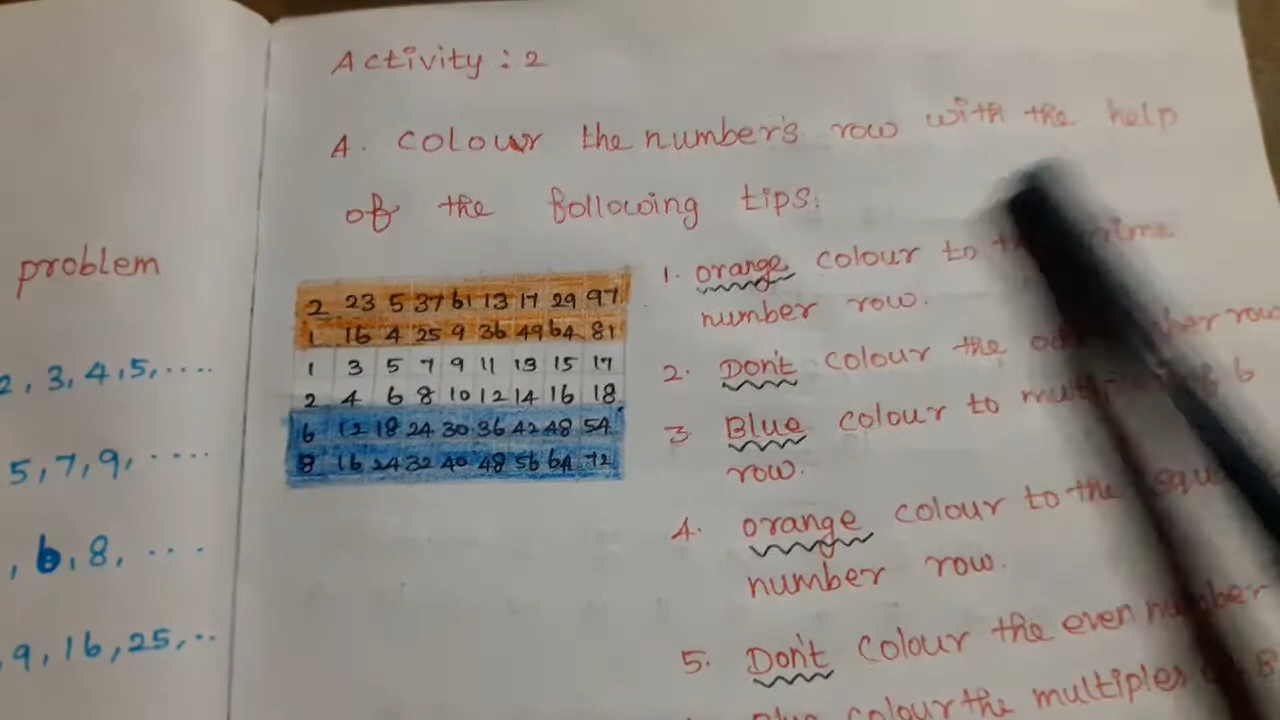 problem
2, 3, 4, 5, ....
5, 7, 9, ....
, 6, 8, ...
9, 16, 25, ..
Activity : 2
A. Colour the number's row with the help
of the following tips:
2 23 5 37 61 13 17 29 97
1 16 4 25 9 36 49 64 81
1 3 5 7 9 11 13 15 17
2 4 6 8 10 12 14 16 18
6 12 18 24 30 36 42 48 54
8 16 24 32 40 48 56 64 72
1. orange colour to
number row.
2. Don't colour the row
3 Blue colour to 6
row.
4. orange colour to the
number row.
5. Don't colour the even number
colour the multiples 8